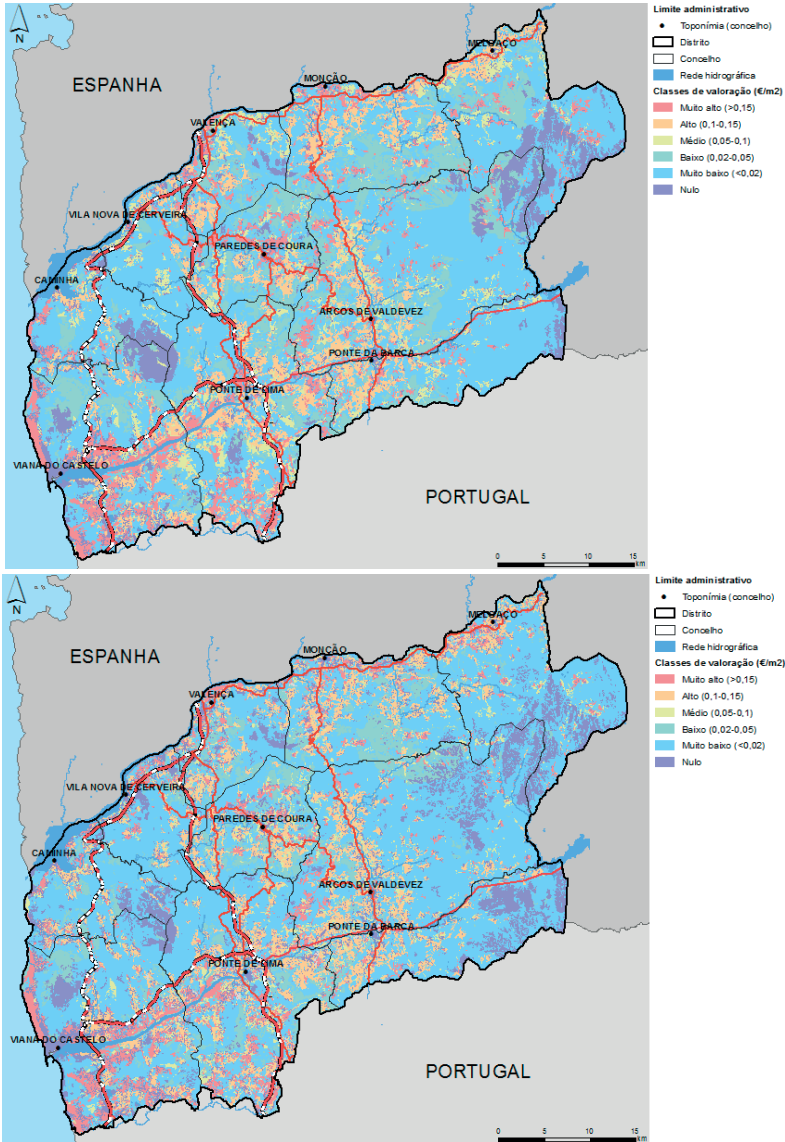 Limite administrativo
Toponímia (concelho)
Distrito
Concelho
Rede hidrográfica
Classes de valoração (€/m2)
Muito alto (>0,15)
Alto (0,1-0,15)
Médio (0,05-0,1)
Baixo (0,02-0,05)
Muito baixo (<0,02)
Nulo
N
MELGAÇO
ESPANHA
MONÇÃO
VALENÇA
VILA NOVA DE CERVEIRA
PAREDES DE COURA
CAMINHA
ARCOS DE VALDEVEZ
PONTE DA BARCA
PONTE DE LIMA
VIANA DO CASTELO
PORTUGAL
0 5 10 15
km
Limite administrativo
Toponímia (concelho)
Distrito
Concelho
Rede hidrográfica
Classes de valoração (€/m2)
Muito alto (>0,15)
Alto (0,1-0,15)
Médio (0,05-0,1)
Baixo (0,02-0,05)
Muito baixo (<0,02)
Nulo
N
MELGAÇO
ESPANHA
MONÇÃO
VALENÇA
VILA NOVA DE CERVEIRA
PAREDES DE COURA
CAMINHA
ARCOS DE VALDEVEZ
PONTE DA BARCA
PONTE DE LIMA
VIANA DO CASTELO
PORTUGAL
0 5 10 15
km